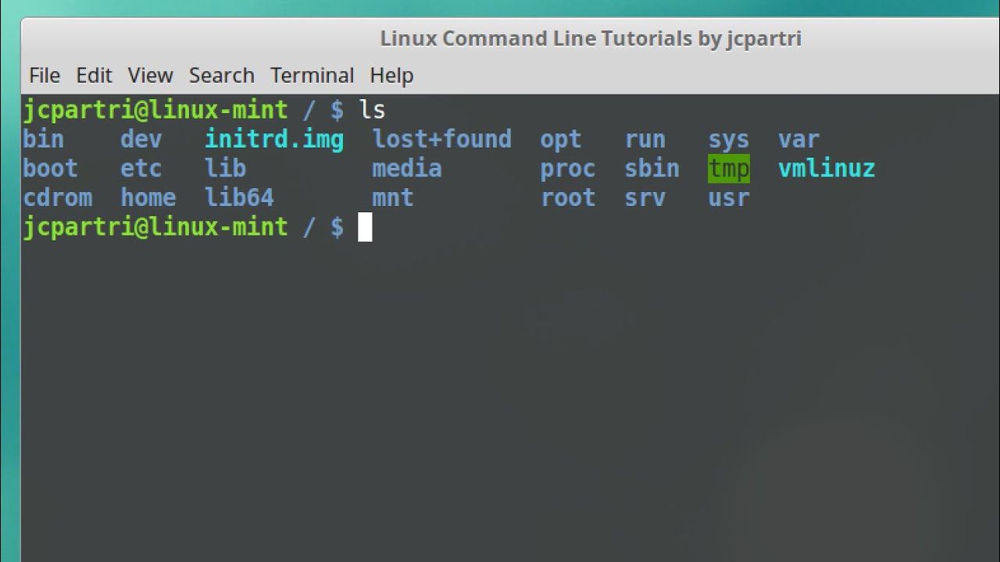 Linux Command Line Tutorials by jcpartri
File Edit View Search Terminal Help
jcpartri@linux-mint / $ ls
bin dev initrd.img lost+found opt run sys var
boot etc lib media proc sbin tmp vmlinuz
cdrom home lib64 mnt root srv usr
jcpartri@linux-mint / $